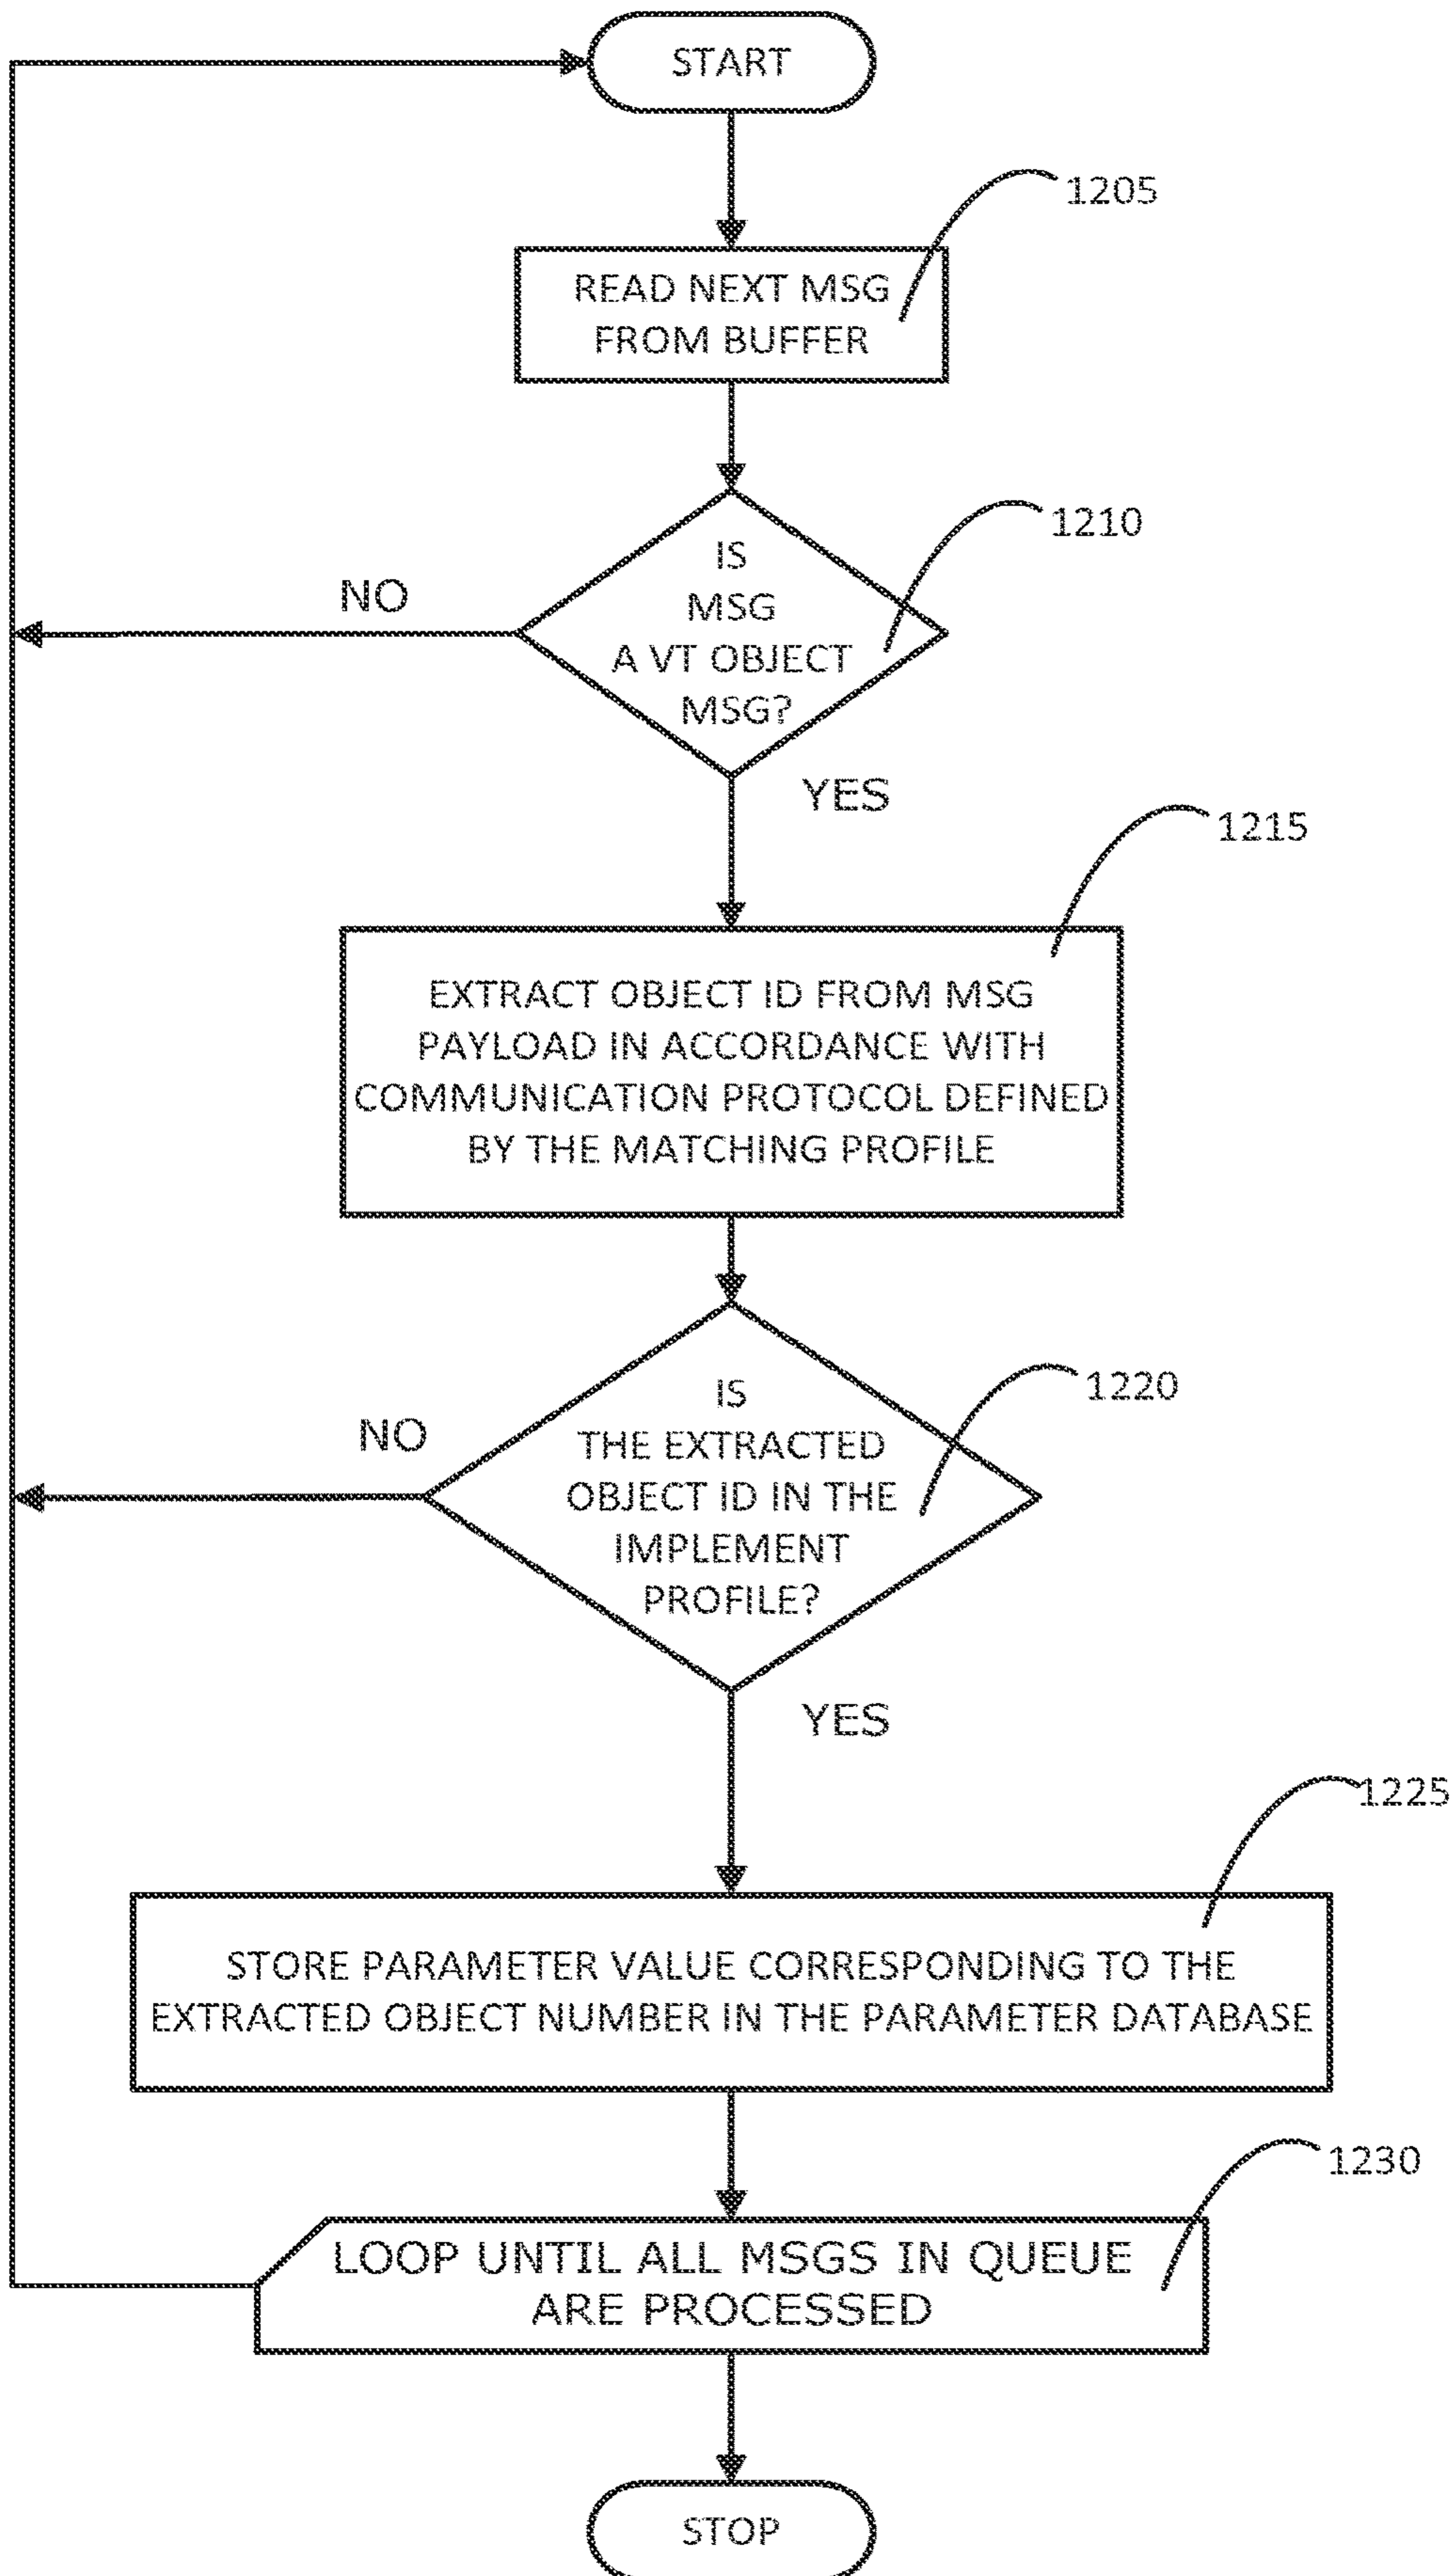 START
1205
READ NEXT MSG
FROM BUFFER
1210
IS
MSG
A VT OBJECT
MSG?
NO
YES
1215
EXTRACT OBJECT ID FROM MSG
PAYLOAD IN ACCORDANCE WITH
COMMUNICATION PROTOCOL DEFINED
BY THE MATCHING PROFILE
1220
IS
THE EXTRACTED
OBJECT ID IN THE
IMPLEMENT
PROFILE?
NO
YES
1225
STORE PARAMETER VALUE CORRESPONDING TO THE
EXTRACTED OBJECT NUMBER IN THE PARAMETER DATABASE
1230
LOOP UNTIL ALL MSGS IN QUEUE
ARE PROCESSED
STOP